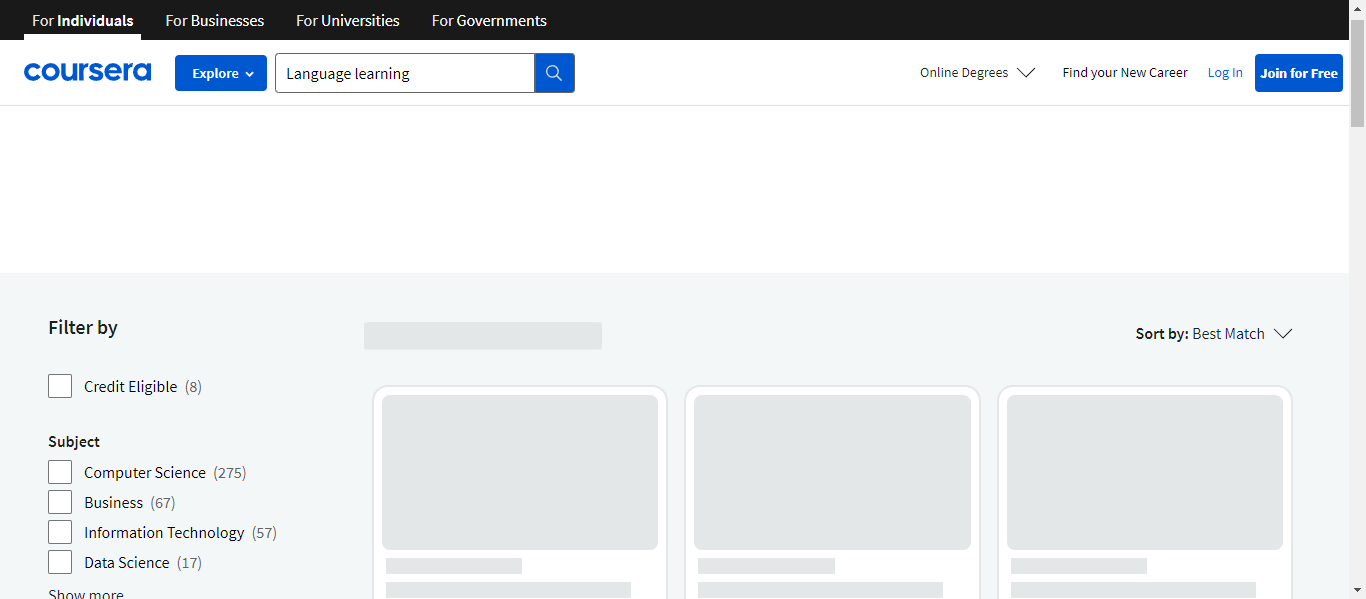 For Individuals
For Businesses
For Universities
For Governments
coursera
Explore
Language learning
Online Degrees
Find your New Career
Log In
Join for Free
Filter by
Sort by: Best Match
Credit Eligible (8)
Subject
Computer Science (275)
Business (67)
Information Technology (57)
Data Science (17)
Show more